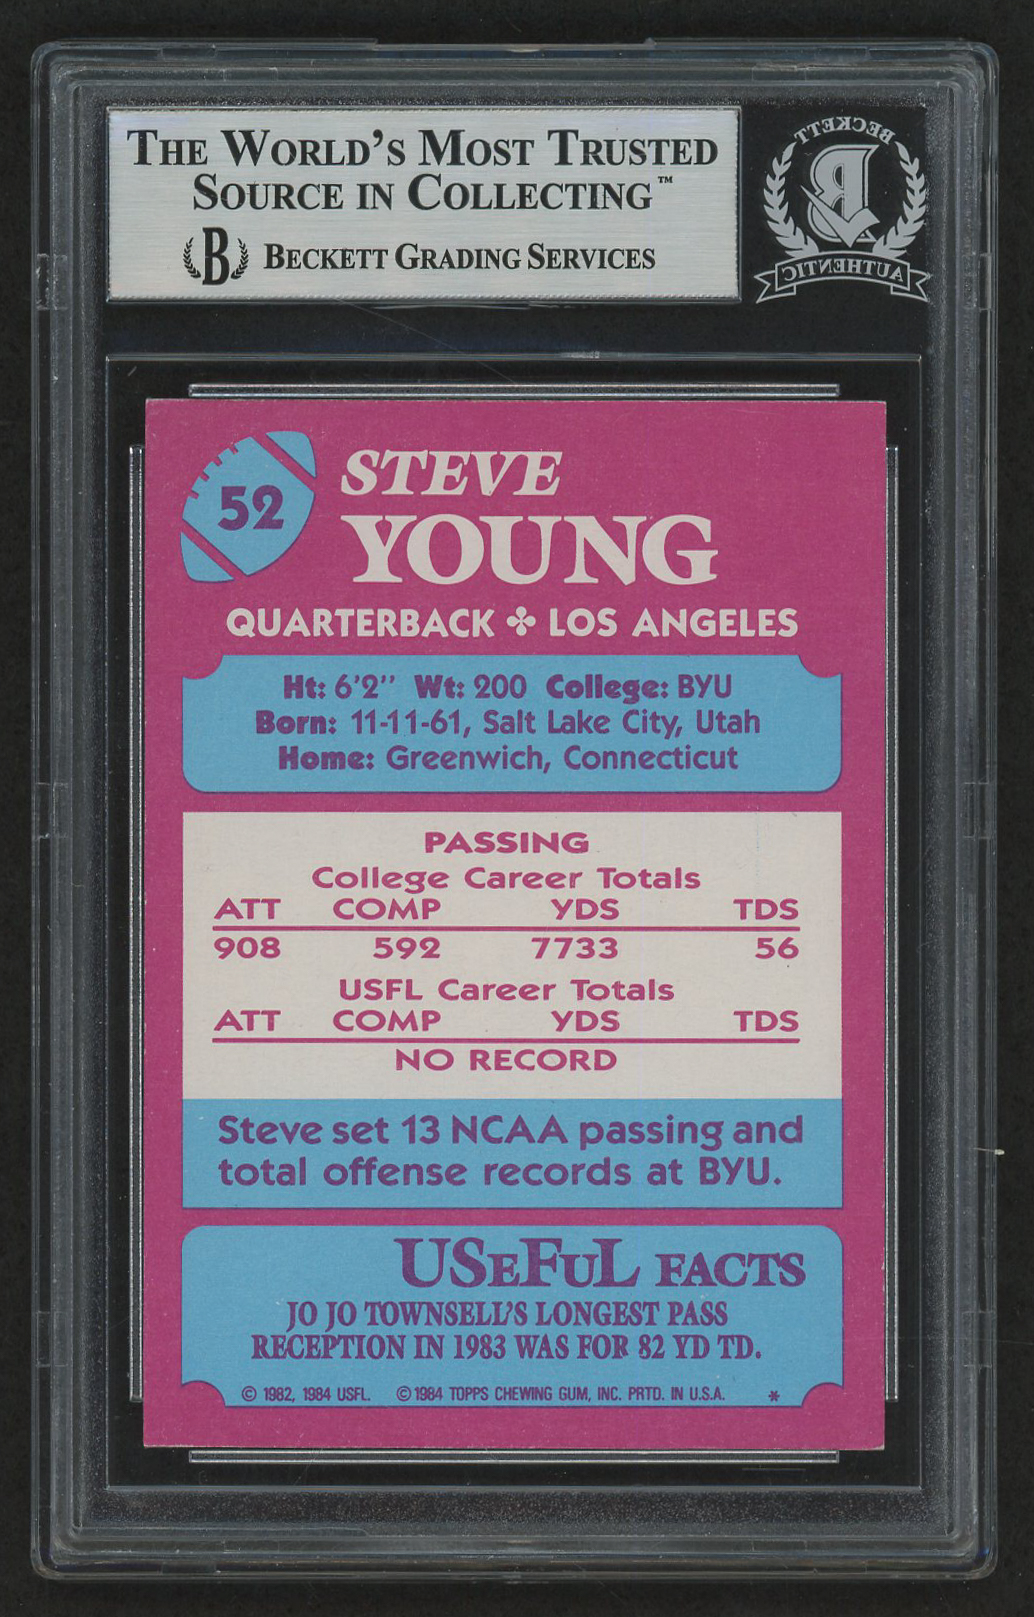 THE WORLD'S MOST TRUSTED
SOURCE IN COLLECTING™
B BECKETT GRADING SERVICES
BECKETT
B
AUTHENTIC
52
STEVE
YOUNG
QUARTERBACK ✤ LOS ANGELES
Ht: 6'2" Wt: 200 College: BYU
Born: 11-11-61, Salt Lake City, Utah
Home: Greenwich, Connecticut
PASSING
College Career Totals
ATT COMP YDS TDS
908 592 7733 56
USFL Career Totals
ATT COMP YDS TDS
NO RECORD
Steve set 13 NCAA passing and
total offense records at BYU.
USeFuL FACTS
JO JO TOWNSELL'S LONGEST PASS
RECEPTION IN 1983 WAS FOR 82 YD TD.
© 1982, 1984 USFL. © 1984 TOPPS CHEWING GUM, INC. PRTD. IN U.S.A. *